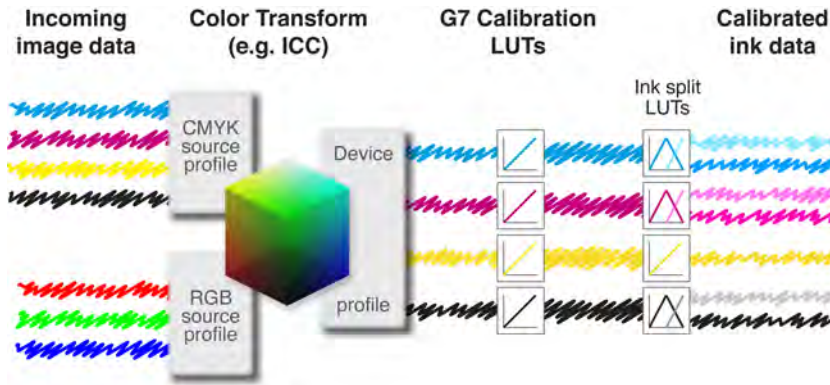 Incoming
image data
Color Transform
(e.g. ICC)
G7 Calibration
LUTs
Calibrated
ink data
Ink split
LUTs
CMYK
source
profile
Device
profile
RGB
source
profile